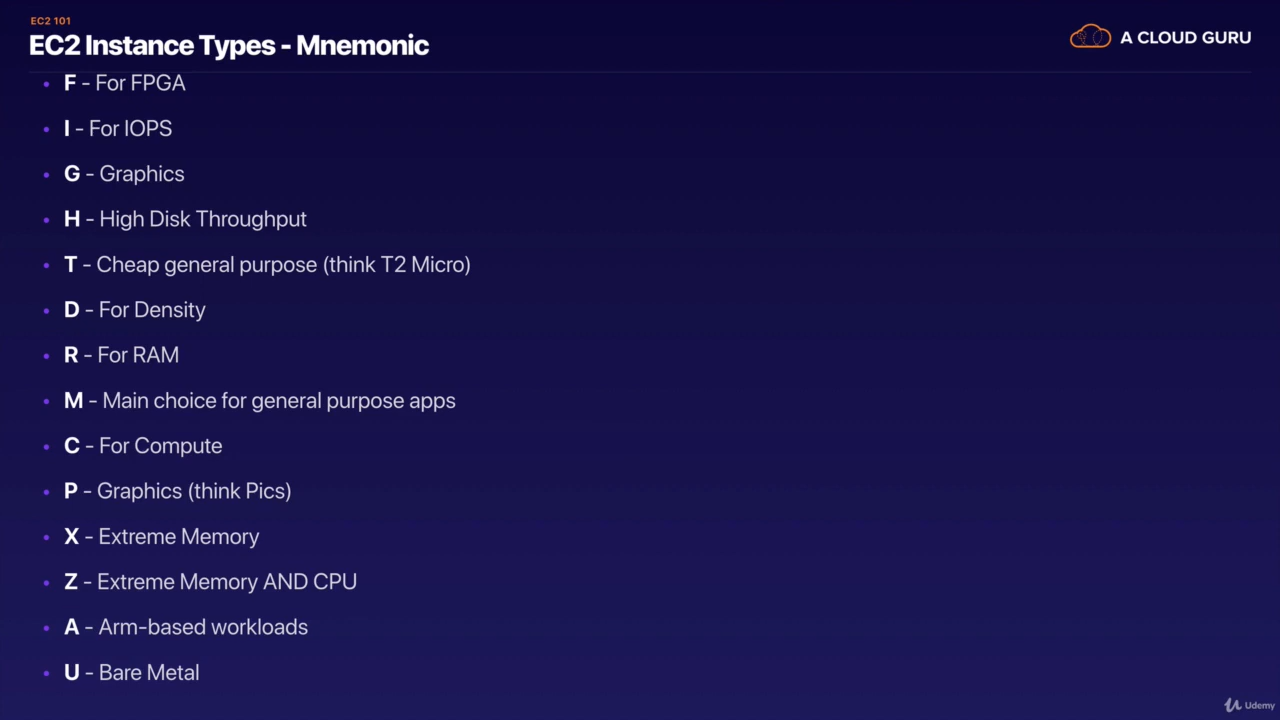 EC2 101
EC2 Instance Types - Mnemonic
A CLOUD GURU
• F - For FPGA
• I - For IOPS
• G - Graphics
• H - High Disk Throughput
• T - Cheap general purpose (think T2 Micro)
• D - For Density
• R - For RAM
• M - Main choice for general purpose apps
• C - For Compute
• P - Graphics (think Pics)
• X - Extreme Memory
• Z - Extreme Memory AND CPU
• A - Arm-based workloads
• U - Bare Metal
Udemy